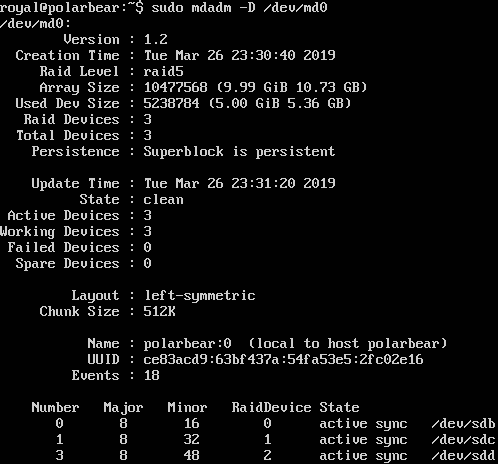 royal@polarbear:~$ sudo mdadm -D /dev/md0
/dev/md0:
Version : 1.2
Creation Time : Tue Mar 26 23:30:40 2019
Raid Level : raid5
Array Size : 10477568 (9.99 GiB 10.73 GB)
Used Dev Size : 5238784 (5.00 GiB 5.36 GB)
Raid Devices : 3
Total Devices : 3
Persistence : Superblock is persistent
Update Time : Tue Mar 26 23:31:20 2019
State : clean
Active Devices : 3
Working Devices : 3
Failed Devices : 0
Spare Devices : 0
Layout : left-symmetric
Chunk Size : 512K
Name : polarbear:0  (local to host polarbear)
UUID : ce83acd9:63bf437a:54fa53e5:2fc02e16
Events : 18
Number   Major   Minor   RaidDevice State
0       8       16        0      active sync   /dev/sdb
1       8       32        1      active sync   /dev/sdc
3       8       48        2      active sync   /dev/sdd